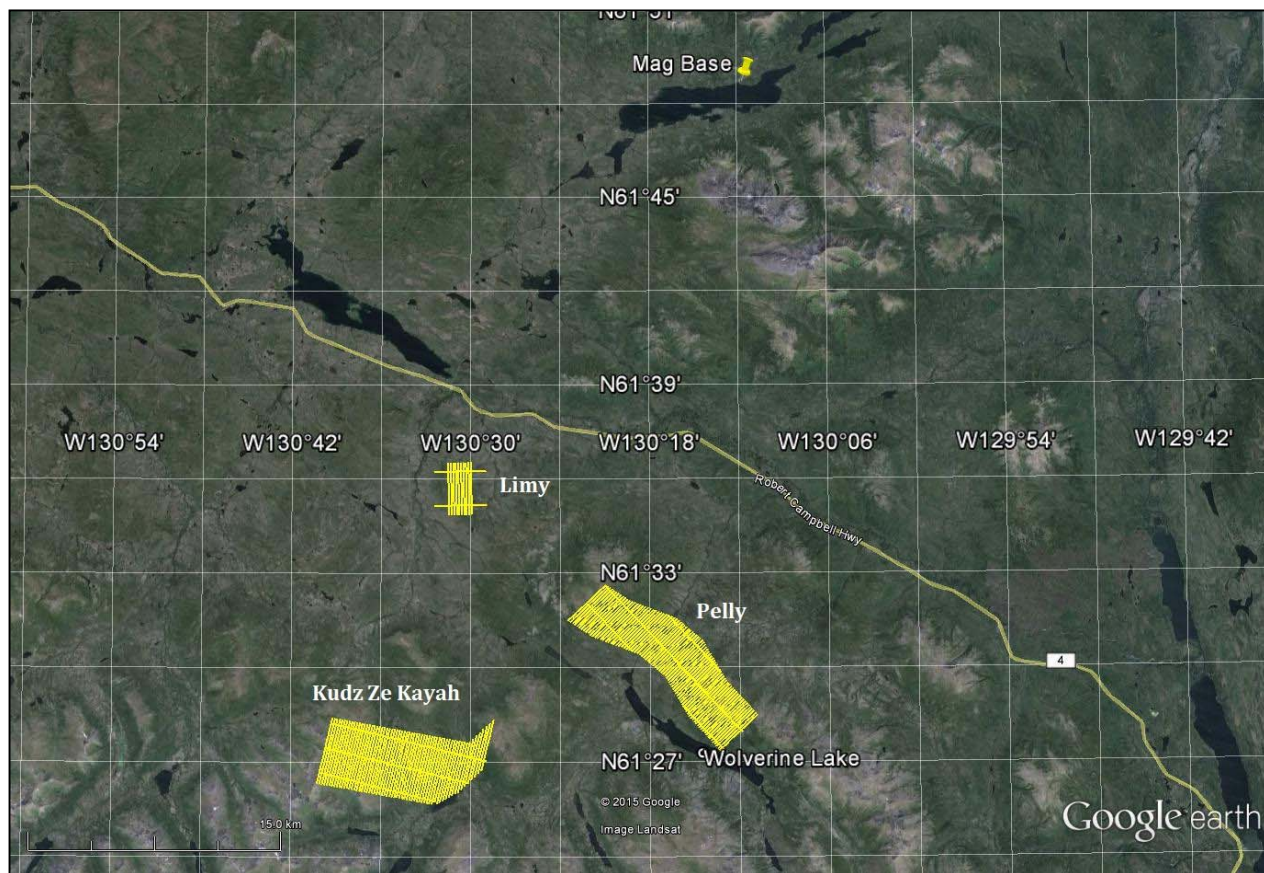 N61°51'
Mag Base
N61°45'
N61°39'
W130°54'
W130°42'
W130°30'
W130°18'
W130°06'
W129°54'
W129°42'
Limy
Robert Campbell Hwy
N61°33'
Pelly
4
Kudz Ze Kayah
N61°27'
Wolverine Lake
© 2015 Google
Image Landsat
15.0 km
Google earth